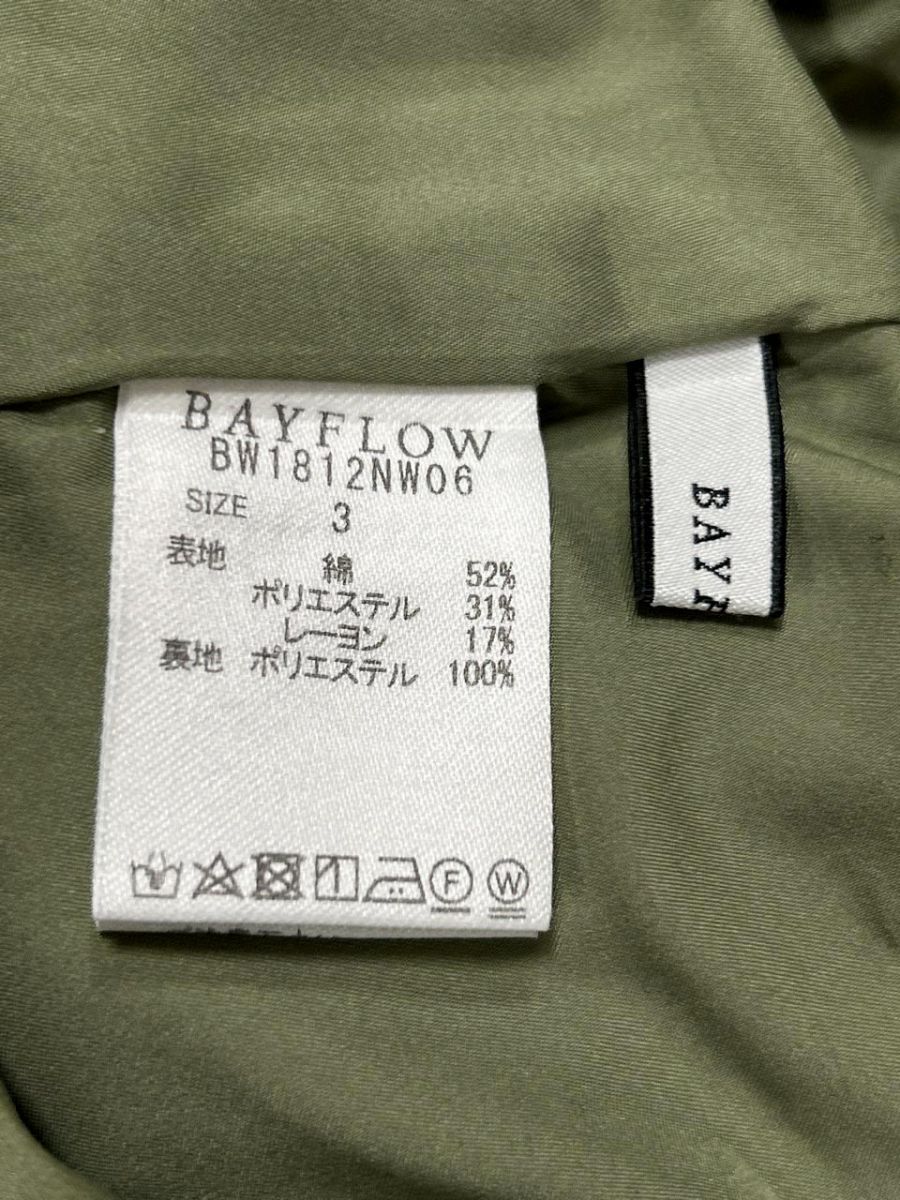 BAYFLOW
BW1812NW06
SIZE 3
表地 綿 52%
ポリエステル 31%
レーヨン 17%
裏地 ポリエステル 100%
F W
BAYF